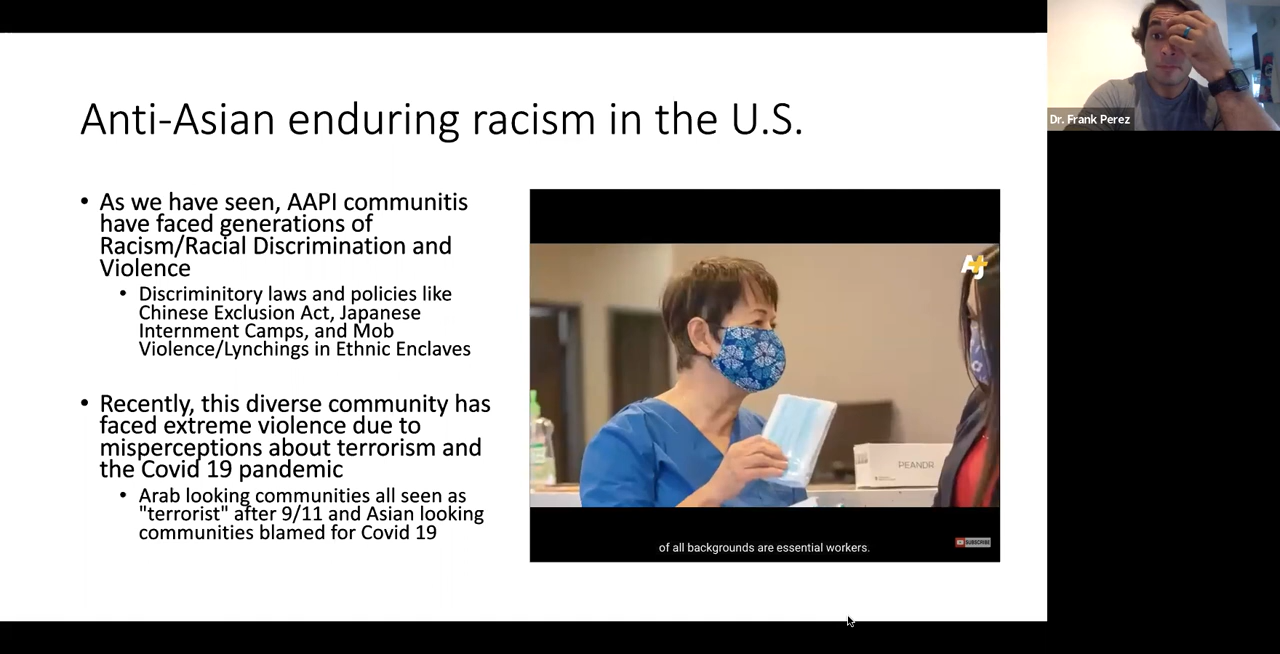 Anti-Asian enduring racism in the U.S.
• As we have seen, AAPI communitis
have faced generations of
Racism/Racial Discrimination and
Violence
• Discriminitory laws and policies like
Chinese Exclusion Act, Japanese
Internment Camps, and Mob
Violence/Lynchings in Ethnic Enclaves
• Recently, this diverse community has
faced extreme violence due to
misperceptions about terrorism and
the Covid 19 pandemic
• Arab looking communities all seen as
"terrorist" after 9/11 and Asian looking
communities blamed for Covid 19
AJ+
PEANDR
of all backgrounds are essential workers.
SUBSCRIBE
Dr. Frank Perez